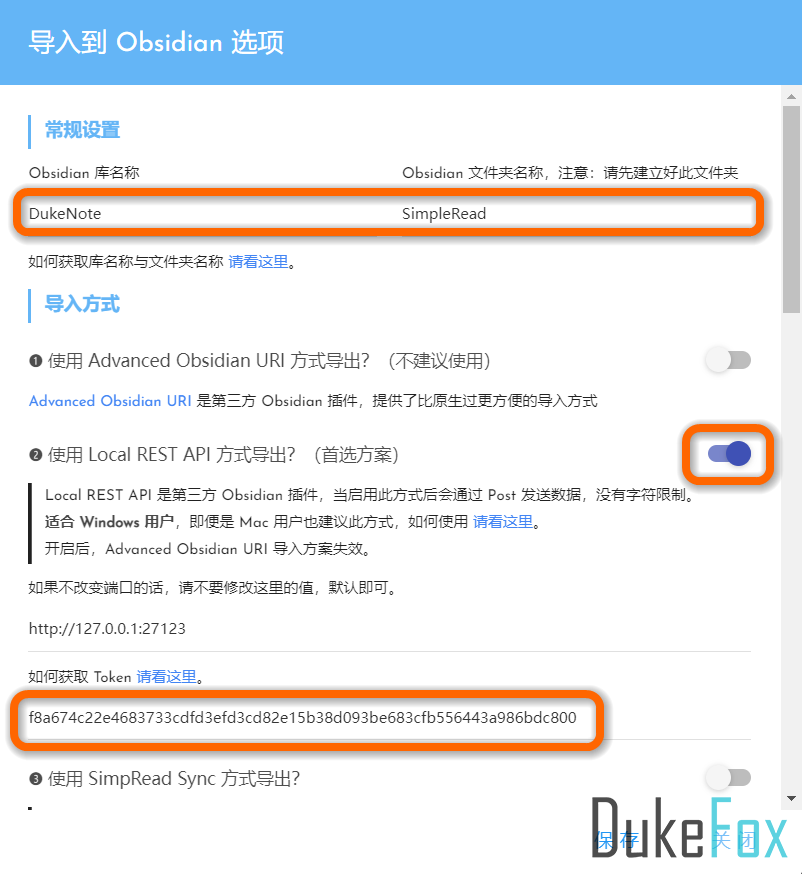 导入到 Obsidian 选项
常规设置
Obsidian 库名称
Obsidian 文件夹名称，注意：请先建立好此文件夹
DukeNote
SimpleRead
如何获取库名称与文件夹名称 请看这里。
导入方式
❶ 使用 Advanced Obsidian URI 方式导出？（不建议使用）
Advanced Obsidian URI 是第三方 Obsidian 插件，提供了比原生过更方便的导入方式
❷ 使用 Local REST API 方式导出？（首选方案）
Local REST API 是第三方 Obsidian 插件，当启用此方式后会通过 Post 发送数据，没有字符限制。
适合 Windows 用户，即便是 Mac 用户也建议此方式，如何使用 请看这里。
开启后，Advanced Obsidian URI 导入方案失效。
如果不改变端口的话，请不要修改这里的值，默认即可。
http://127.0.0.1:27123
如何获取 Token 请看这里。
f8a674c22e4683733cdfd3efd3cd82e15b38d093be683cfb556443a986bdc800
❸ 使用 SimpRead Sync 方式导出？
保存
关闭
DukeFox